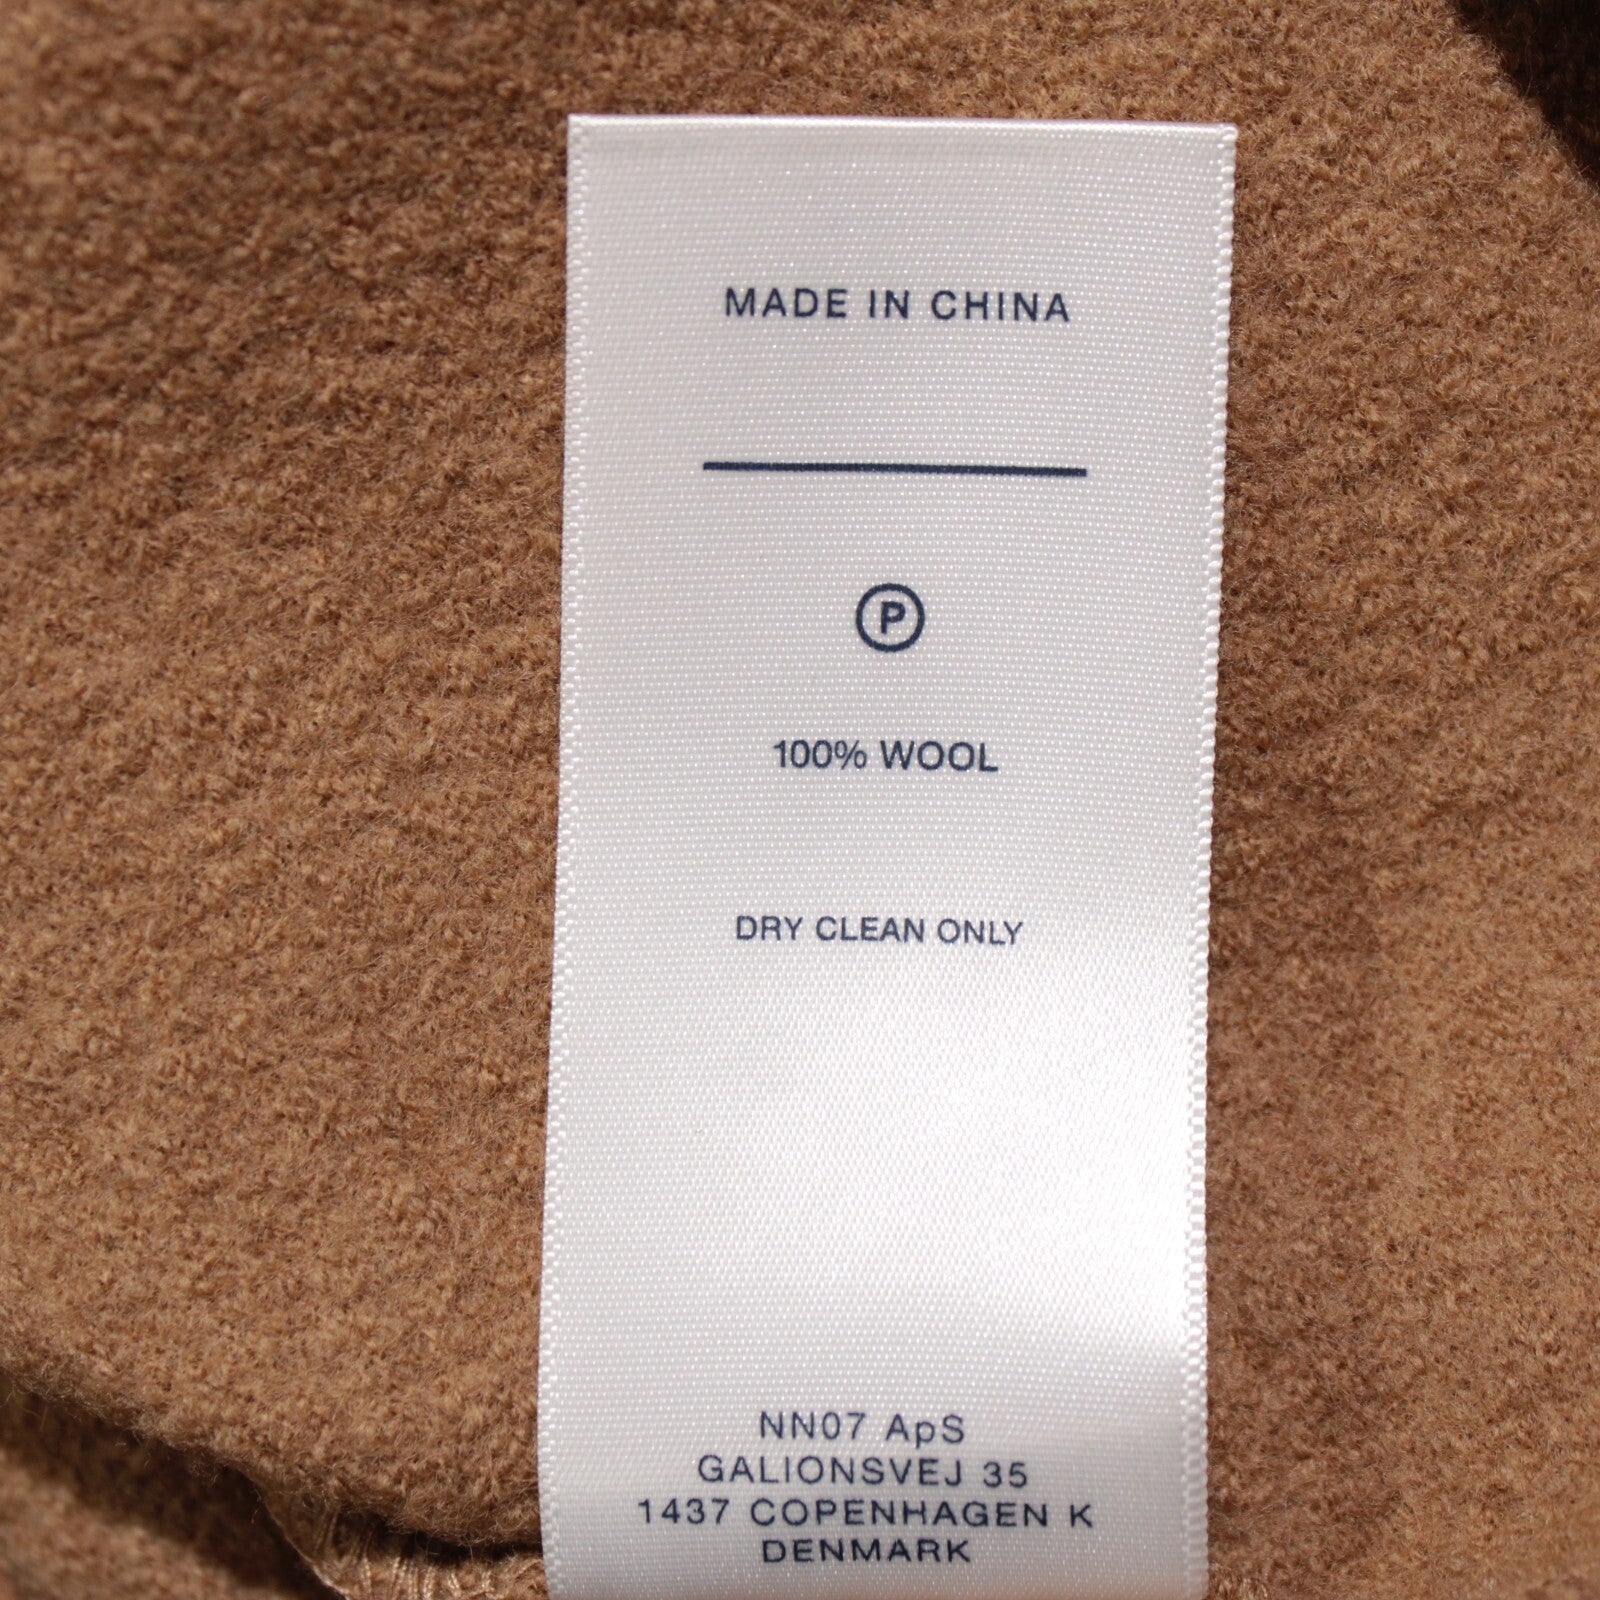 MADE IN CHINA
P
100% WOOL
DRY CLEAN ONLY
NN07 ApS
GALIONSVEJ 35
1437 COPENHAGEN K
DENMARK